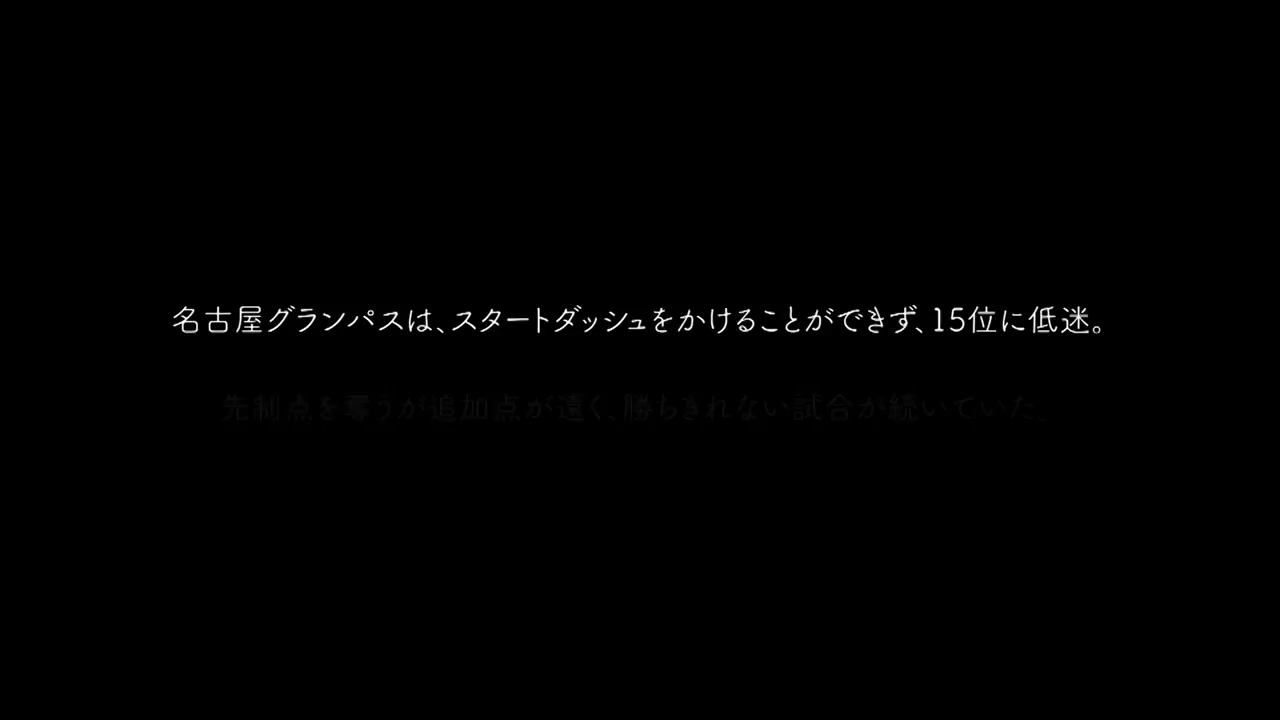 名古屋グランパスは、スタートダッシュをかけることができず、15位に低迷。
先制点を奪うが追加点が遠く、勝ちきれない試合が続いていた。